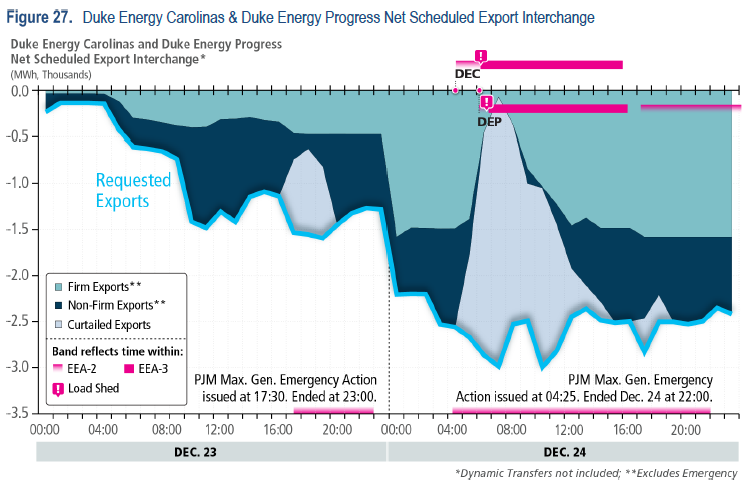 Figure 27. Duke Energy Carolinas & Duke Energy Progress Net Scheduled Export Interchange
Duke Energy Carolinas and Duke Energy Progress
Net Scheduled Export Interchange*
(MWh, Thousands)
DEC
DEP
0.0
-0.5
-1.0
-1.5
-2.0
-2.5
-3.0
-3.5
Requested
Exports
Firm Exports**
Non-Firm Exports**
Curtailed Exports
Band reflects time within:
EEA-2 EEA-3
! Load Shed
!
!
PJM Max. Gen. Emergency Action
issued at 17:30. Ended at 23:00.
PJM Max. Gen. Emergency
Action issued at 04:25. Ended Dec. 24 at 22:00.
00:00 04:00 08:00 12:00 16:00 20:00 00:00 04:00 08:00 12:00 16:00 20:00
DEC. 23 DEC. 24
*Dynamic Transfers not included; **Excludes Emergency